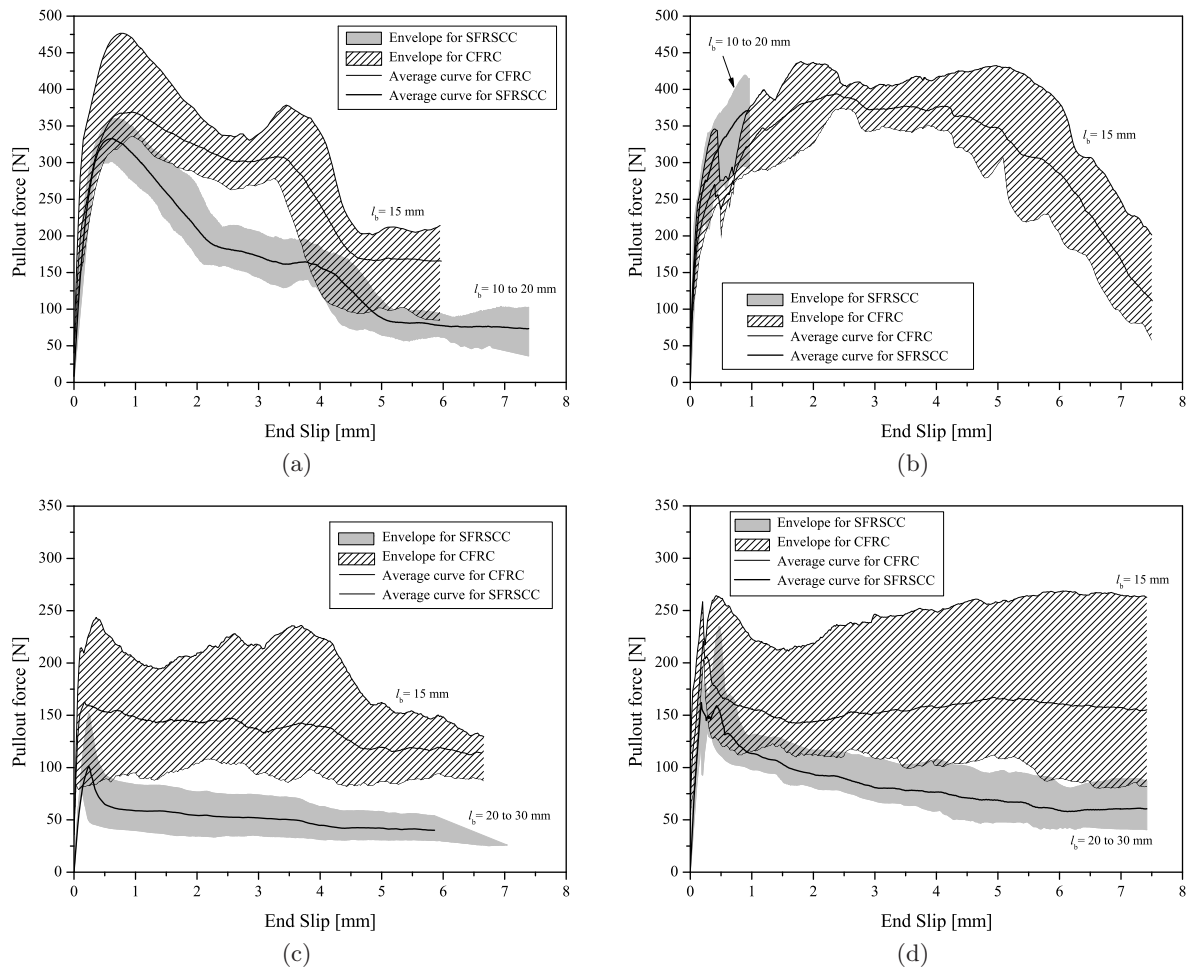 500
450
400
350
300
250
200
150
100
50
0
Pullout force [N]
Envelope for SFRSCC
Envelope for CFRC
Average curve for CFRC
Average curve for SFRSCC
lb= 15 mm
lb= 10 to 20 mm
0 1 2 3 4 5 6 7 8
End Slip [mm]
(a)
500
450
400
350
300
250
200
150
100
50
0
Pullout force [N]
lb= 10 to 20 mm
lb= 15 mm
Envelope for SFRSCC
Envelope for CFRC
Average curve for CFRC
Average curve for SFRSCC
0 1 2 3 4 5 6 7 8
End Slip [mm]
(b)
350
300
250
200
150
100
50
0
Pullout force [N]
Envelope for SFRSCC
Envelope for CFRC
Average curve for CFRC
Average curve for SFRSCC
lb= 15 mm
lb= 20 to 30 mm
0 1 2 3 4 5 6 7 8
End Slip [mm]
(c)
350
300
250
200
150
100
50
0
Pullout force [N]
Envelope for SFRSCC
Envelope for CFRC
Average curve for CFRC
Average curve for SFRSCC
lb= 15 mm
lb= 20 to 30 mm
0 1 2 3 4 5 6 7 8
End Slip [mm]
(d)